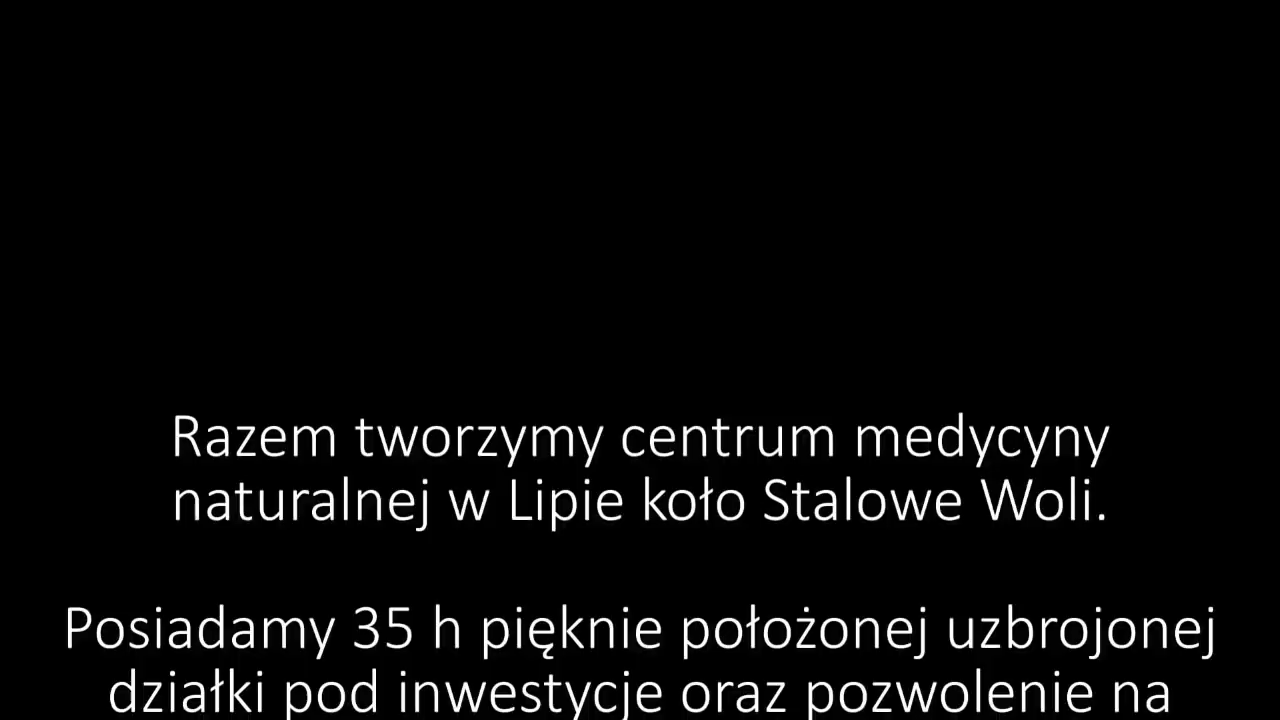 Razem tworzymy centrum medycyny
naturalnej w Lipie koło Stalowe Woli.
Posiadamy 35 h pięknie położonej uzbrojonej
działki pod inwestycje oraz pozwolenie na